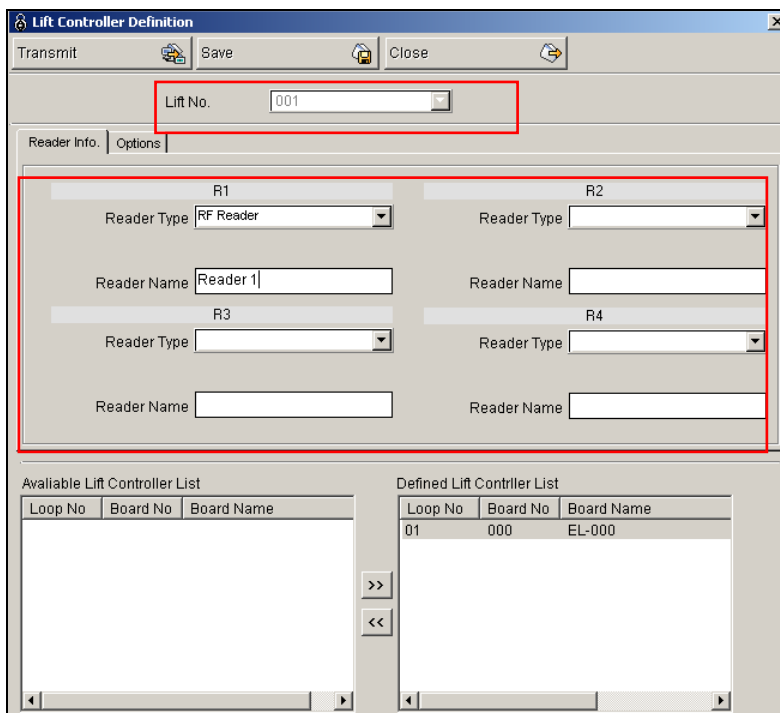 Lift Controller Definition
Transmit Save Close
Lift No. 001
Reader Info. Options
R1 R2
Reader Type RF Reader Reader Type
Reader Name Reader 1 Reader Name
R3 R4
Reader Type Reader Type
Reader Name Reader Name
Avaliable Lift Controller List Defined Lift Contrller List
Loop No Board No Board Name Loop No Board No Board Name
01 000 EL-000
>>
<<